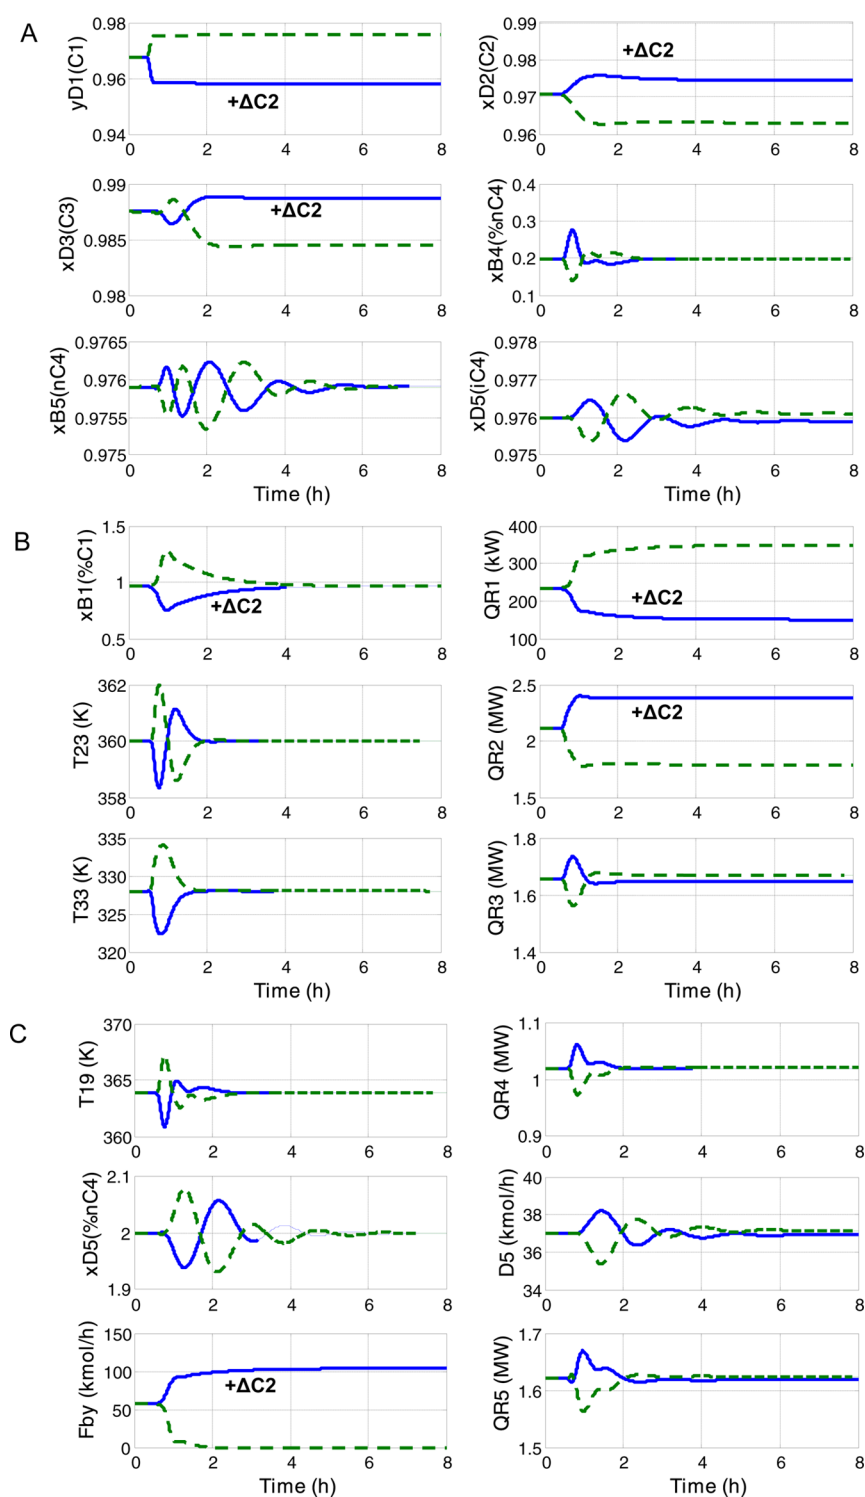 A
yD1(C1)
0.98
0.96
0.94
0 2 4 6 8
+ΔC2
xD2(C2)
0.99
0.98
0.97
0.96
0 2 4 6 8
+ΔC2
xD3(C3)
0.99
0.985
0.98
0 2 4 6 8
+ΔC2
xB4(%nC4)
0.4
0.3
0.2
0.1
0 2 4 6 8
xB5(nC4)
0.9765
0.976
0.9755
0.975
0 2 4 6 8
Time (h)
xD5(iC4)
0.978
0.977
0.976
0.975
0 2 4 6 8
Time (h)
B
xB1(%C1)
1.5
1
0.5
0 2 4 6 8
+ΔC2
QR1 (kW)
400
300
200
100
0 2 4 6 8
+ΔC2
T23 (K)
362
360
358
0 2 4 6 8
QR2 (MW)
2.5
2
1.5
0 2 4 6 8
+ΔC2
T33 (K)
335
330
325
320
0 2 4 6 8
Time (h)
QR3 (MW)
1.8
1.6
1.4
0 2 4 6 8
Time (h)
C
T19 (K)
370
365
360
0 2 4 6 8
QR4 (MW)
1.1
1
0.9
0 2 4 6 8
xD5(%nC4)
2.1
2
1.9
0 2 4 6 8
D5 (kmol/h)
40
38
36
34
0 2 4 6 8
Fby (kmol/h)
150
100
50
0
0 2 4 6 8
+ΔC2
Time (h)
QR5 (MW)
1.7
1.6
1.5
0 2 4 6 8
Time (h)